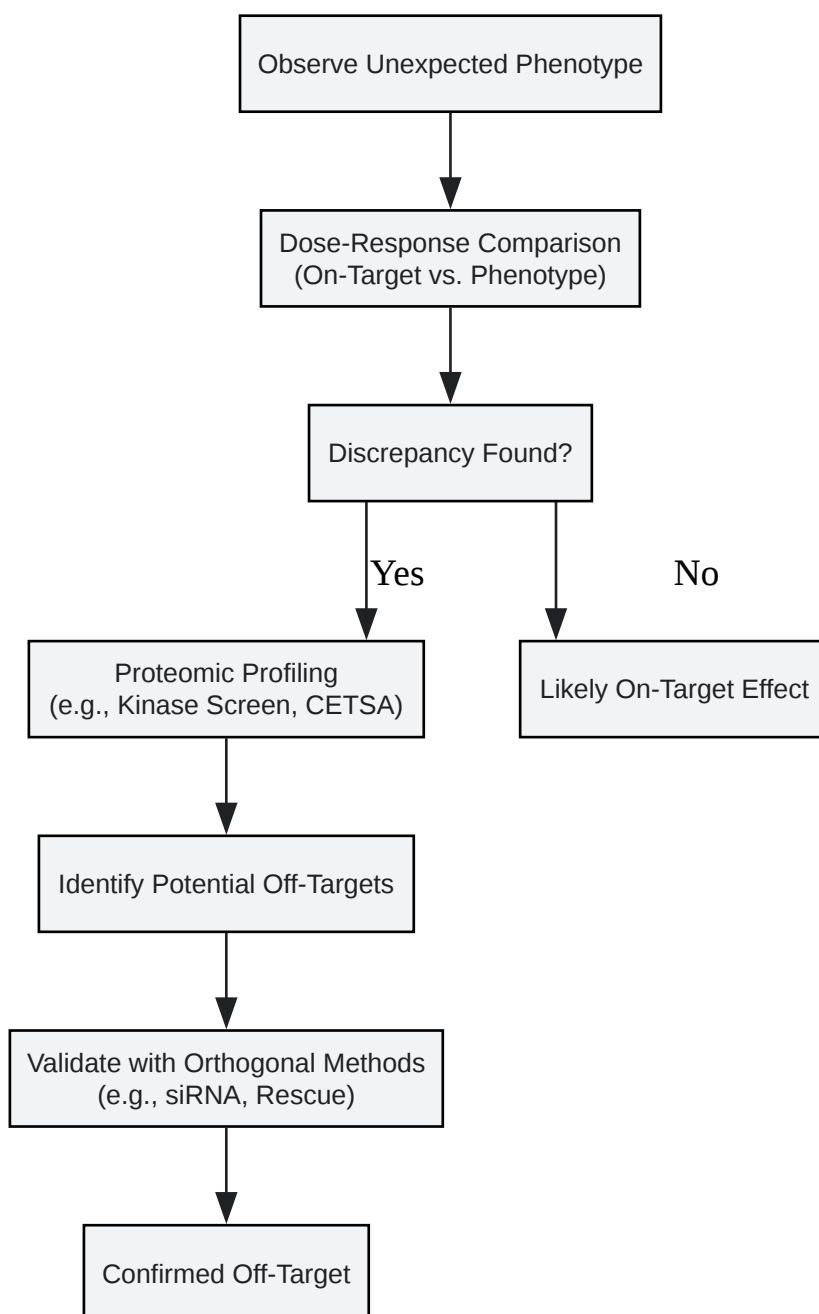 Observe Unexpected Phenotype
Dose-Response Comparison
(On-Target vs. Phenotype)
Discrepancy Found?
Yes
No
Proteomic Profiling
(e.g., Kinase Screen, CETSA)
Likely On-Target Effect
Identify Potential Off-Targets
Validate with Orthogonal Methods
(e.g., siRNA, Rescue)
Confirmed Off-Target